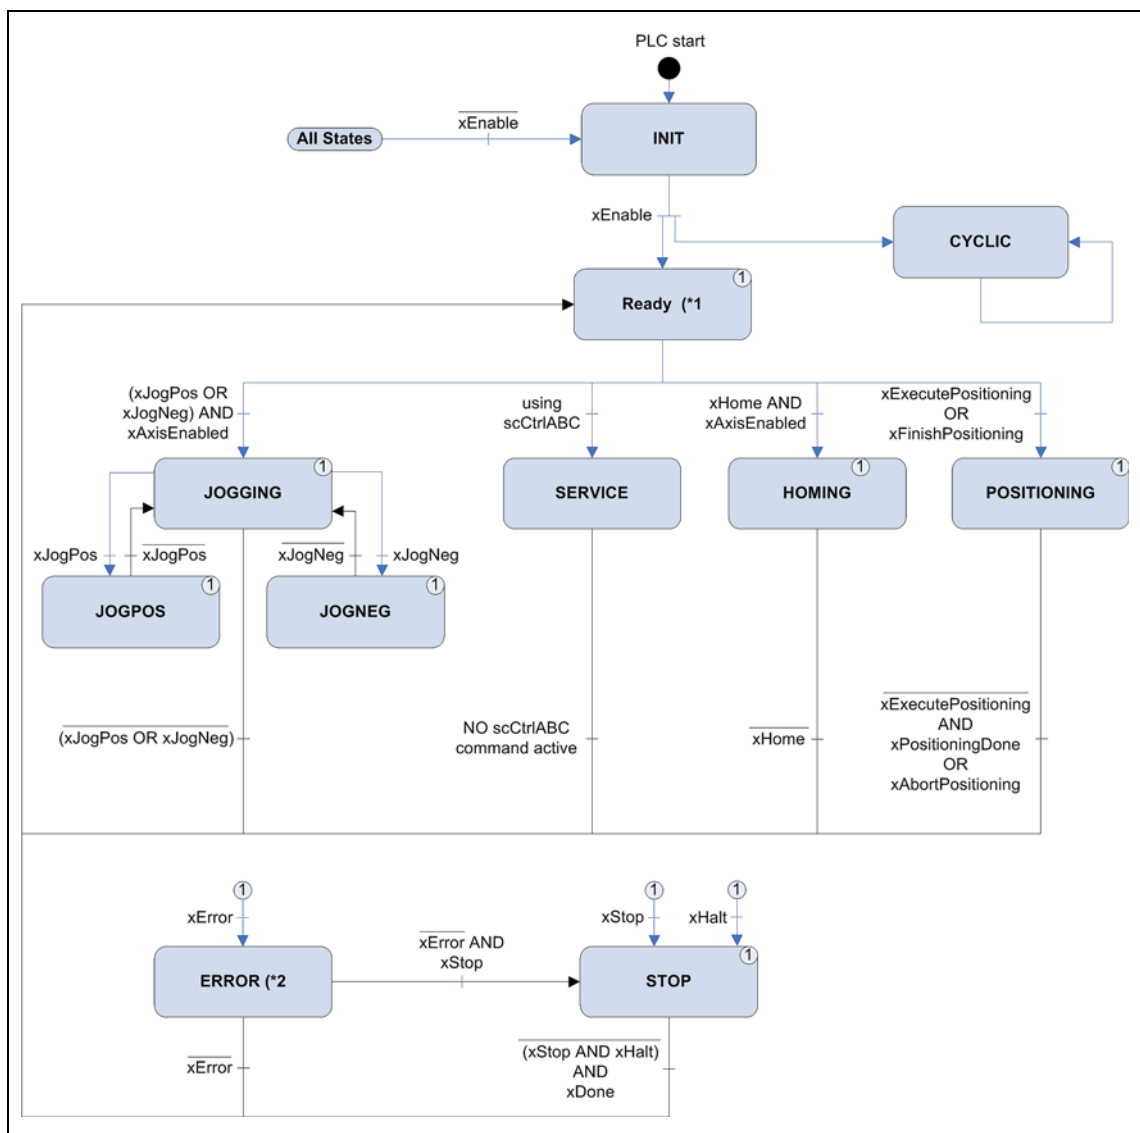 PLC start
xEnable
All States
INIT
xEnable
CYCLIC
1
Ready (*1
(xJogPos OR
xJogNeg) AND
xAxisEnabled
using
scCtrlABC
xHome AND
xAxisEnabled
xExecutePositioning
OR
xFinishPositioning
1
JOGGING
SERVICE
1
HOMING
1
POSITIONING
xJogPos
xJogPos
xJogNeg
xJogNeg
1
JOGPOS
1
JOGNEG
(xJogPos OR xJogNeg)
NO scCtrlABC
command active
xHome
xExecutePositioning
AND
xPositioningDone
OR
xAbortPositioning
1
1
1
xError
xStop
xHalt
xError AND
xStop
ERROR (*2
1
STOP
xError
(xStop AND xHalt)
AND
xDone